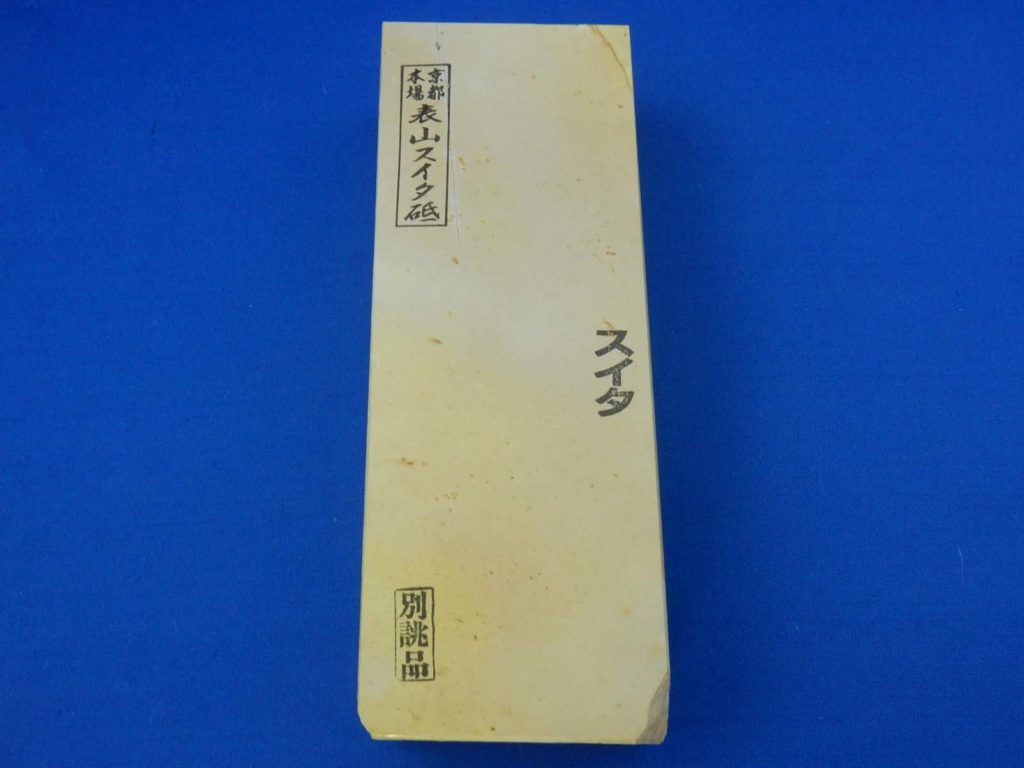 京都
本場
表山スイタ砥
スイタ
別誂品